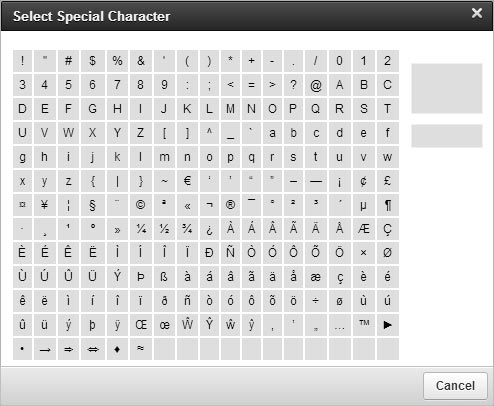 Select Special Character
! " # $ % & ' ( ) * + - . / 0 1 2
3 4 5 6 7 8 9 : ; < = > ? @ A B C
D E F G H I J K L M N O P Q R S T
U V W X Y Z [ ] ^ _ ` a b c d e f
g h i j k l m n o p q r s t u v w
x y z { | } ~ € ‘ ’ “ ” – — ¡ ¢ £
¤ ¥ ¦ § ¨ © ª « ¬ ® ¯ ° ² ³ ´ µ ¶
· ¸ ¹ º » ¼ ½ ¾ ¿ À Á Â Ã Ä Å Æ Ç
È É Ê Ë Ì Í Î Ï Ð Ñ Ò Ó Ô Õ Ö × Ø
Ù Ú Û Ü Ý Þ ß à á â ã ä å æ ç è é
ê ë ì í î ï ð ñ ò ó ô õ ö ÷ ø ù ú
û ü ý þ ÿ Œ œ Ŵ Ŷ ŵ ŷ ‚ ‛ „ … ™ ►
• → ⇒ ⇔ ♦ ≈
Cancel